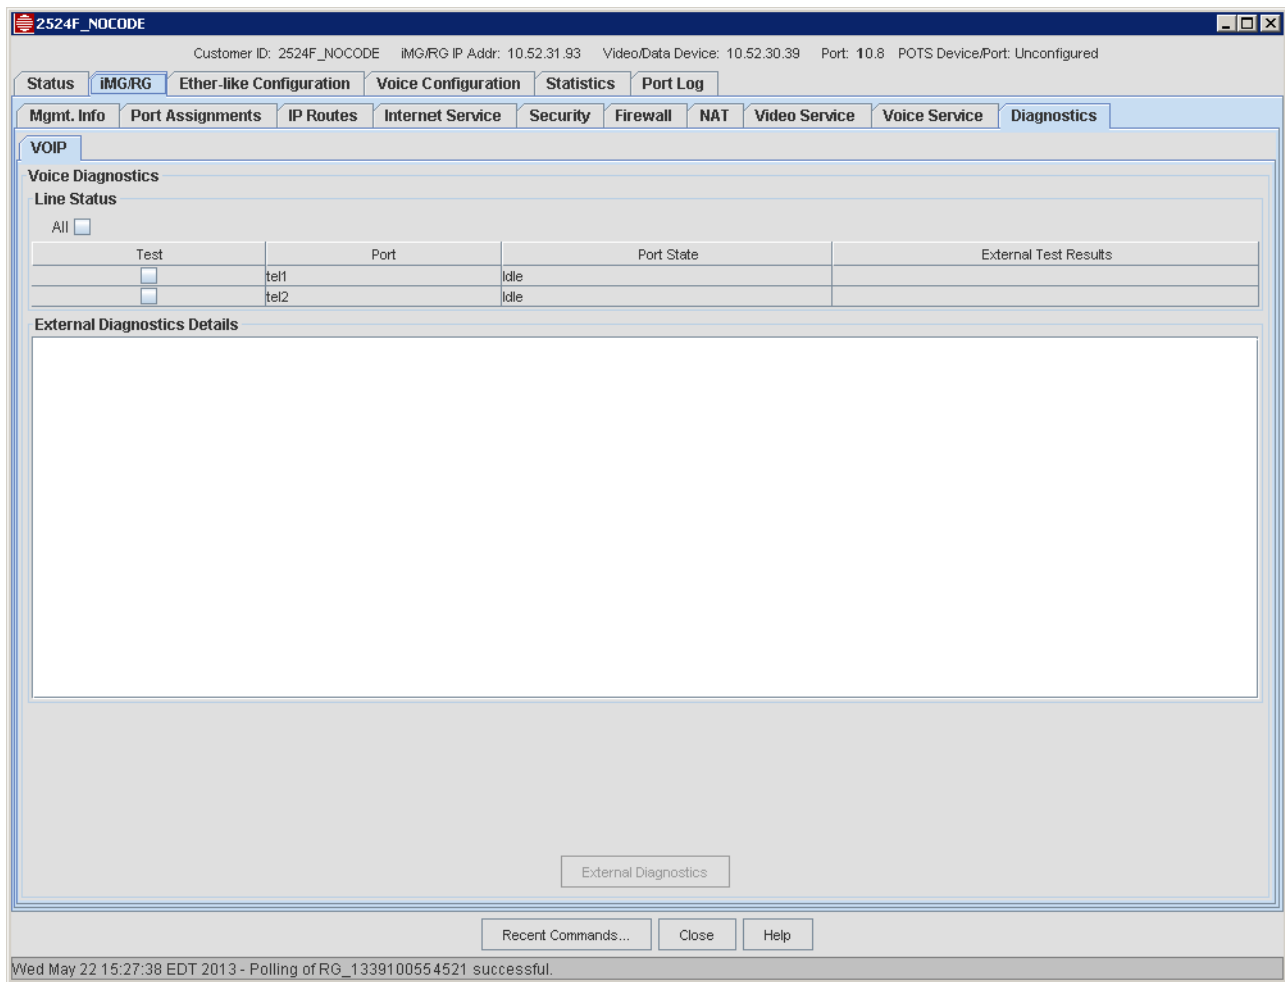 2524F_NOCODE
Customer ID: 2524F_NOCODE iMG/RG IP Addr: 10.52.31.93 Video/Data Device: 10.52.30.39 Port: 10.8 POTS Device/Port: Unconfigured
Status iMG/RG Ether-like Configuration Voice Configuration Statistics Port Log
Mgmt. Info Port Assignments IP Routes Internet Service Security Firewall NAT Video Service Voice Service Diagnostics
VOIP
Voice Diagnostics
Line Status
All
Test Port Port State External Test Results
tel1 Idle
tel2 Idle
External Diagnostics Details
External Diagnostics
Recent Commands... Close Help
Wed May 22 15:27:38 EDT 2013 - Polling of RG_1339100554521 successful.